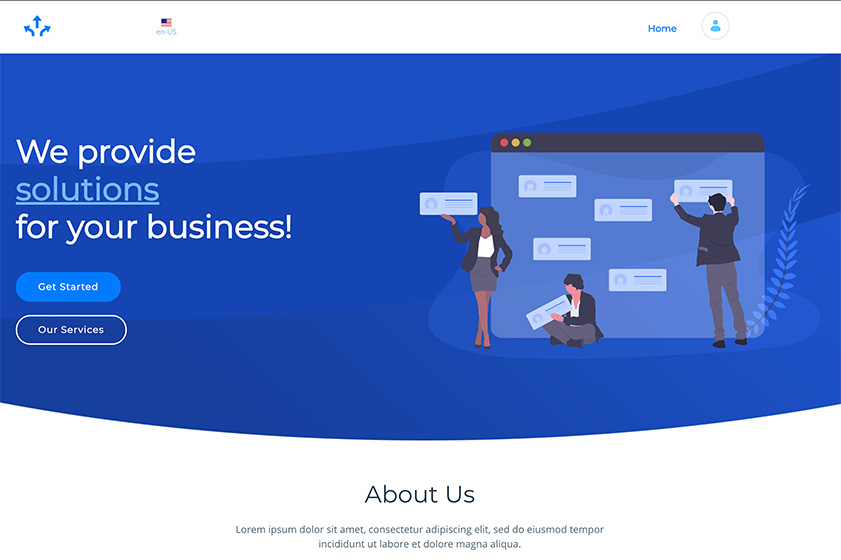 en-US
Home
We provide
solutions
for your business!
Get Started
Our Services
About Us
Lorem ipsum dolor sit amet, consectetur adipiscing elit, sed do eiusmod tempor
incididunt ut labore et dolore magna aliqua.